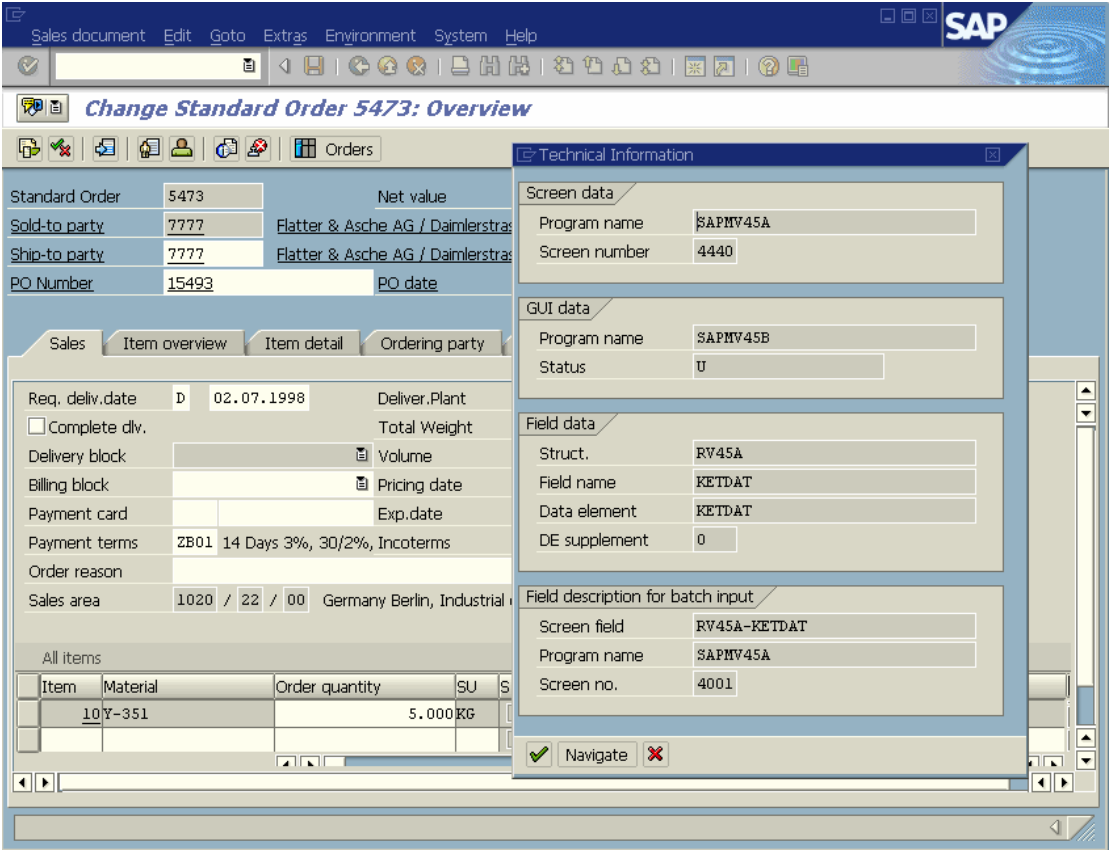 Sales document Edit Goto Extras Environment System Help
SAP
Change Standard Order 5473: Overview
Orders
Standard Order 5473 Net value
Sold-to party 7777 Flatter & Asche AG / Daimlerstras
Ship-to party 7777 Flatter & Asche AG / Daimlerstras
PO Number 15493 PO date
Sales Item overview Item detail Ordering party
Req. deliv.date D 02.07.1998 Deliver.Plant
Complete dlv. Total Weight
Delivery block Volume
Billing block Pricing date
Payment card Exp.date
Payment terms ZB01 14 Days 3%, 30/2%, Incoterms
Order reason
Sales area 1020 / 22 / 00 Germany Berlin, Industrial
All items
Item Material Order quantity SU S
10 Y-351 5.000 KG
Technical Information
Screen data
Program name SAPMV45A
Screen number 4440
GUI data
Program name SAPMV45B
Status U
Field data
Struct. RV45A
Field name KETDAT
Data element KETDAT
DE supplement 0
Field description for batch input
Screen field RV45A-KETDAT
Program name SAPMV45A
Screen no. 4001
Navigate